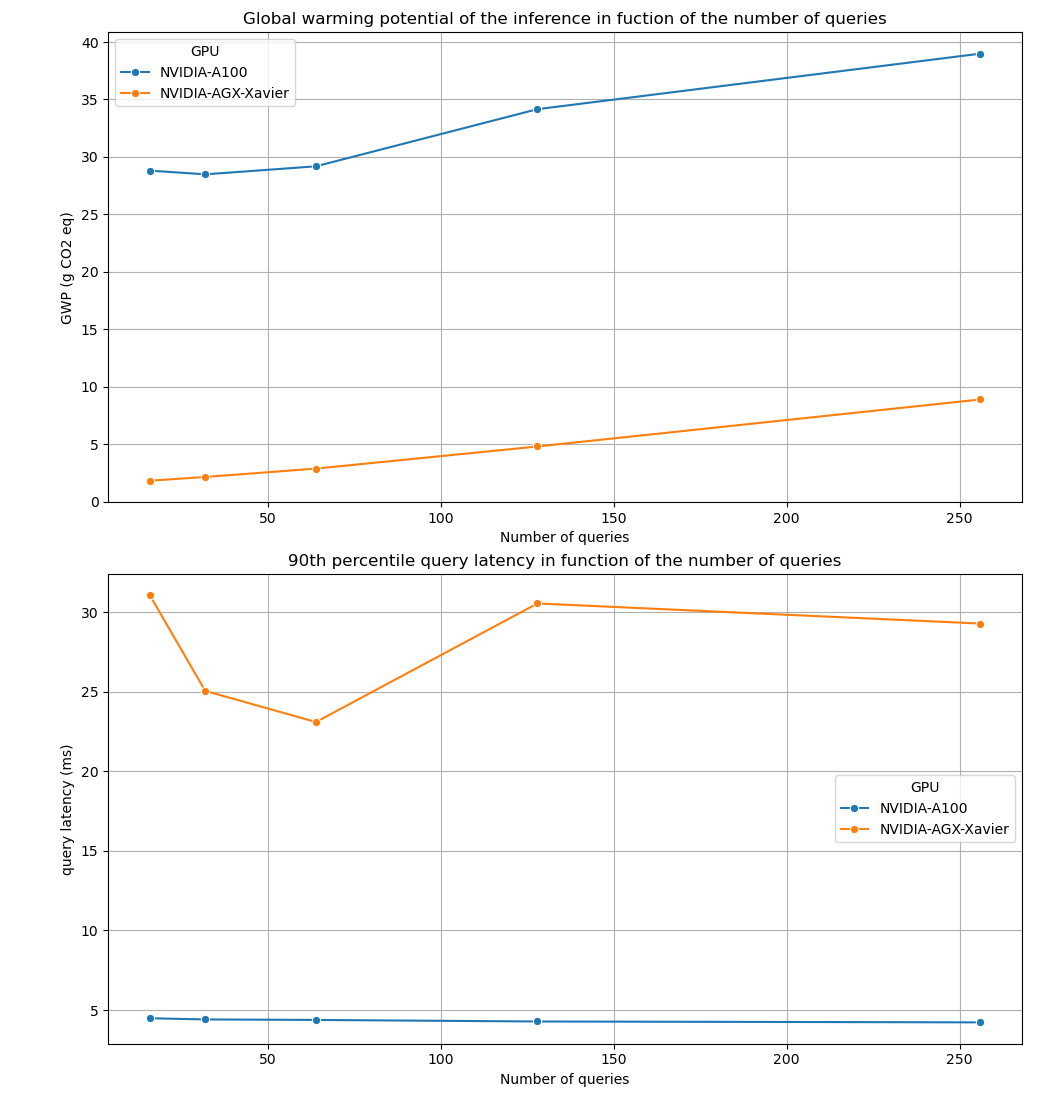 Global warming potential of the inference in fuction of the number of queries
GPU
NVIDIA-A100
NVIDIA-AGX-Xavier
40
35
30
25
20
15
10
5
0
GWP (g CO2 eq)
50 100 150 200 250
Number of queries
90th percentile query latency in function of the number of queries
30
25
20
15
10
5
query latency (ms)
GPU
NVIDIA-A100
NVIDIA-AGX-Xavier
50 100 150 200 250
Number of queries